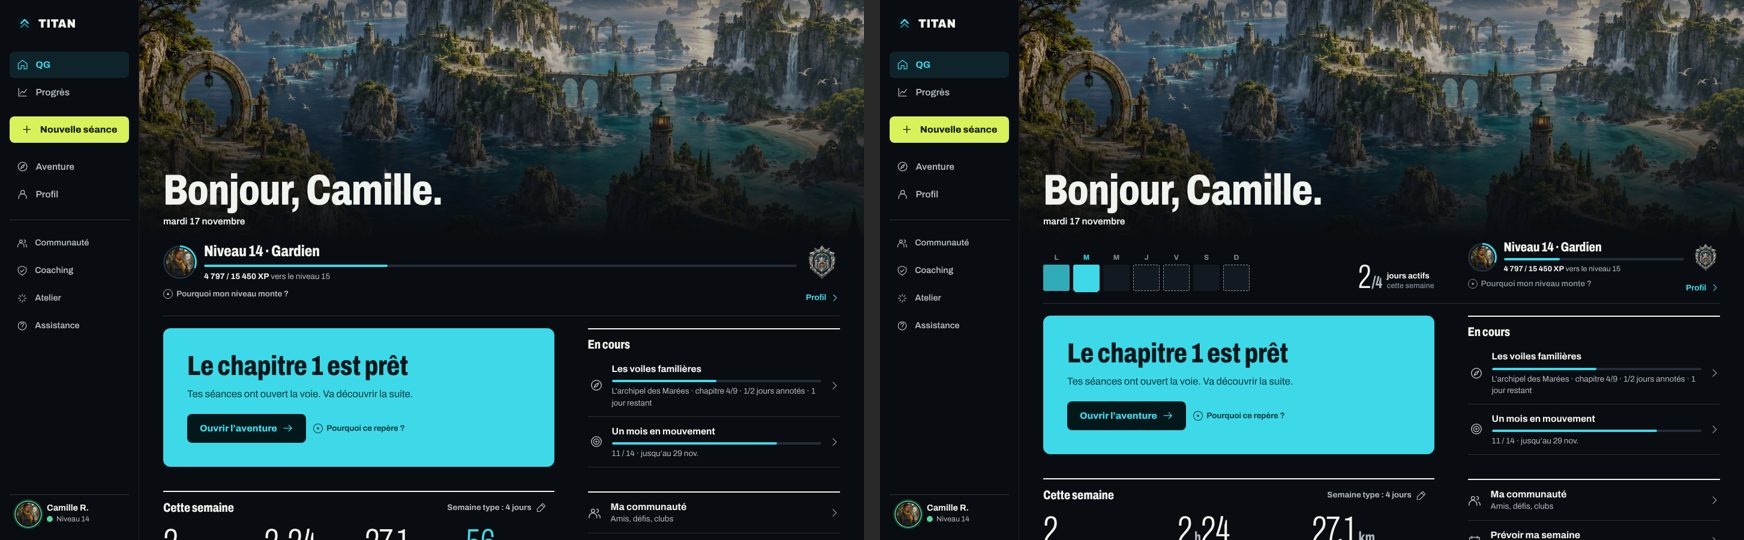 TITAN
QG
Progrès
Nouvelle séance
Aventure
Profil
Communauté
Coaching
Atelier
Assistance
Camille R.
Niveau 14
Bonjour, Camille.
mardi 17 novembre
Niveau 14 · Gardien
4 797 / 15 450 XP vers le niveau 15
Pourquoi mon niveau monte ?
Profil
Le chapitre 1 est prêt
Tes séances ont ouvert la voie. Va découvrir la suite.
Ouvrir l'aventure
Pourquoi ce repère ?
En cours
Les voiles familières
L'archipel des Marées · chapitre 4/9 · 1/2 jours annotés · 1
jour restant
Un mois en mouvement
11 / 14 · jusqu'au 29 nov.
Cette semaine
Semaine type : 4 jours
2 2 24 27,1 56
Ma communauté
Amis, défis, clubs
TITAN
QG
Progrès
Nouvelle séance
Aventure
Profil
Communauté
Coaching
Atelier
Assistance
Camille R.
Niveau 14
Bonjour, Camille.
mardi 17 novembre
L M M J V S D
2/4 jours actifs
cette semaine
Niveau 14 · Gardien
4 797 / 15 450 XP vers le niveau 15
Pourquoi mon niveau monte ?
Profil
Le chapitre 1 est prêt
Tes séances ont ouvert la voie. Va découvrir la suite.
Ouvrir l'aventure
Pourquoi ce repère ?
En cours
Les voiles familières
L'archipel des Marées · chapitre 4/9 · 1/2 jours annotés · 1
jour restant
Un mois en mouvement
11 / 14 · jusqu'au 29 nov.
Cette semaine
Semaine type : 4 jours
2 2h24 27,1 km
Ma communauté
Amis, défis, clubs
Prévoir ma semaine